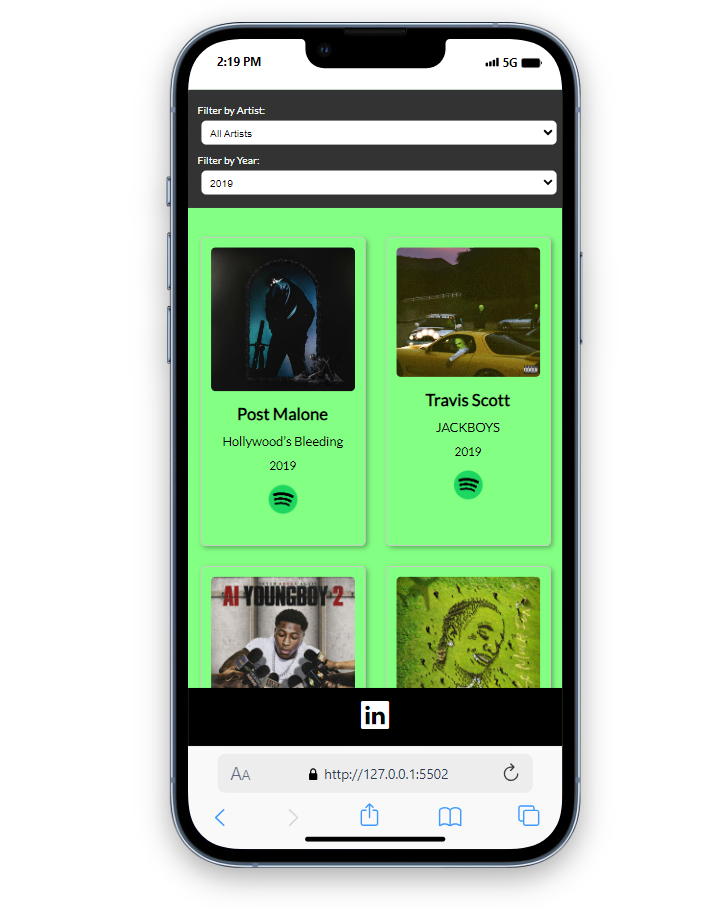 2:19 PM
5G
Filter by Artist:
All Artists
Filter by Year:
2019
Post Malone
Hollywood’s Bleeding
2019
Travis Scott
JACKBOYS
2019
AI YOUNGBOY 2
in
AA
http://127.0.0.1:5502